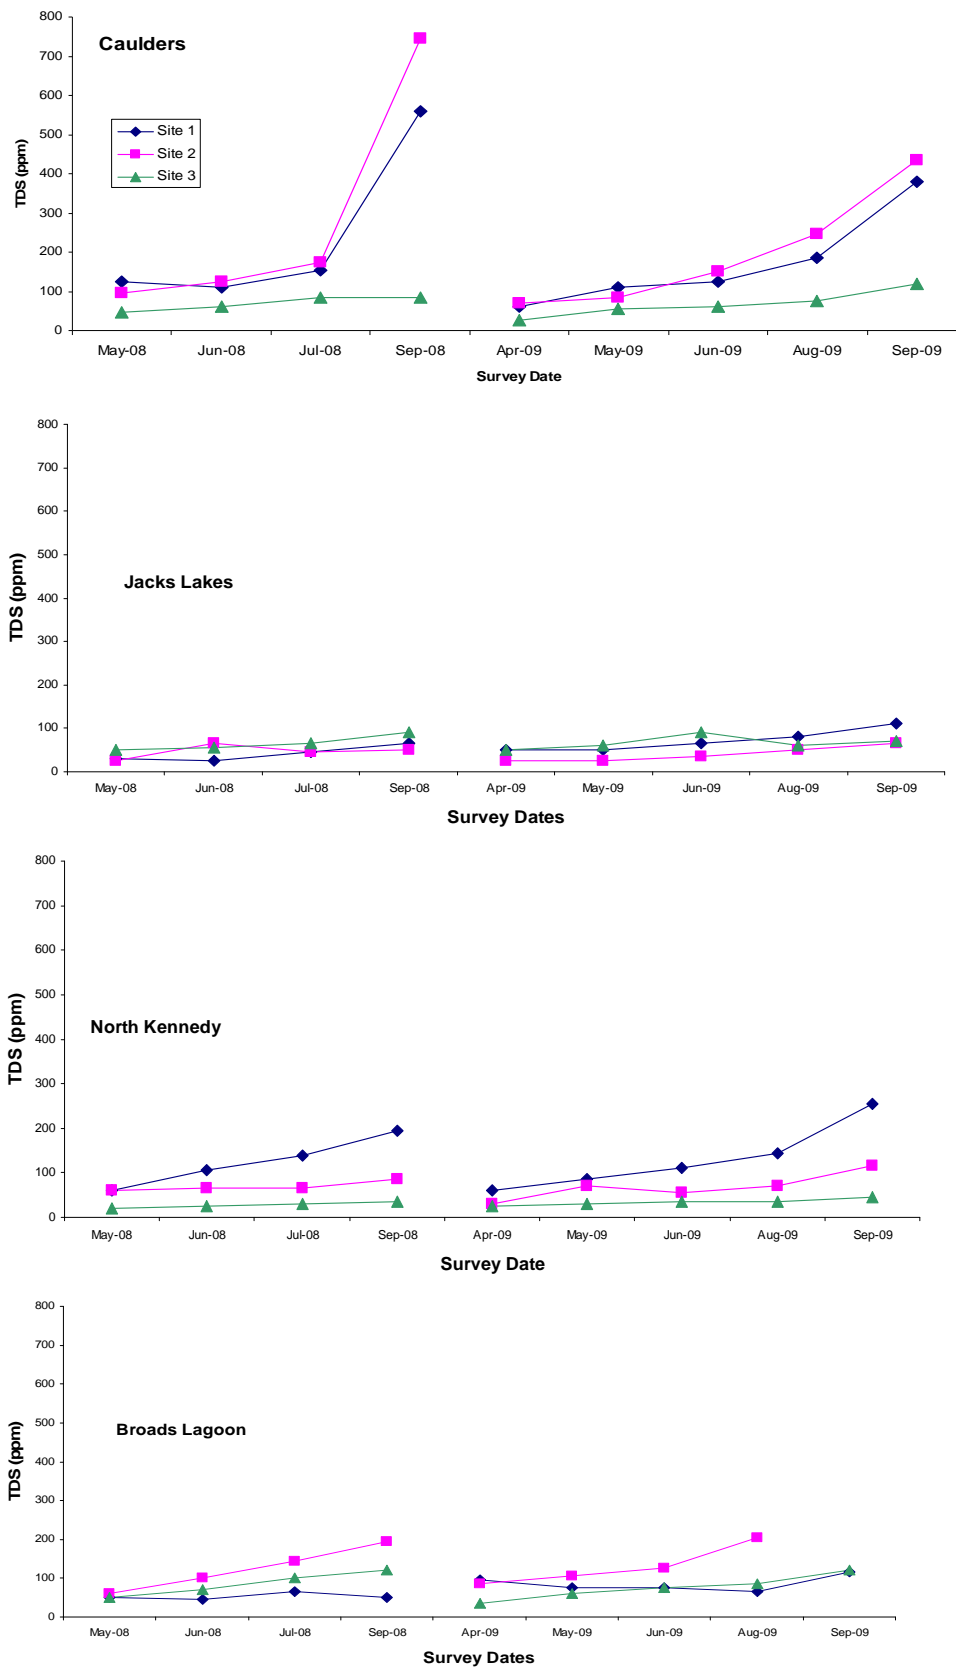 Caulders
800
700
600
500
400
300
200
100
0
TDS (ppm)
Site 1
Site 2
Site 3
May-08 Jun-08 Jul-08 Sep-08 Apr-09 May-09 Jun-09 Aug-09 Sep-09
Survey Date
800
700
600
500
400
300
200
100
0
TDS (ppm)
Jacks Lakes
May-08 Jun-08 Jul-08 Sep-08 Apr-09 May-09 Jun-09 Aug-09 Sep-09
Survey Dates
800
700
600
500
400
300
200
100
0
TDS (ppm)
North Kennedy
May-08 Jun-08 Jul-08 Sep-08 Apr-09 May-09 Jun-09 Aug-09 Sep-09
Survey Date
800
700
600
500
400
300
200
100
0
TDS (ppm)
Broads Lagoon
May-08 Jun-08 Jul-08 Sep-08 Apr-09 May-09 Jun-09 Aug-09 Sep-09
Survey Dates